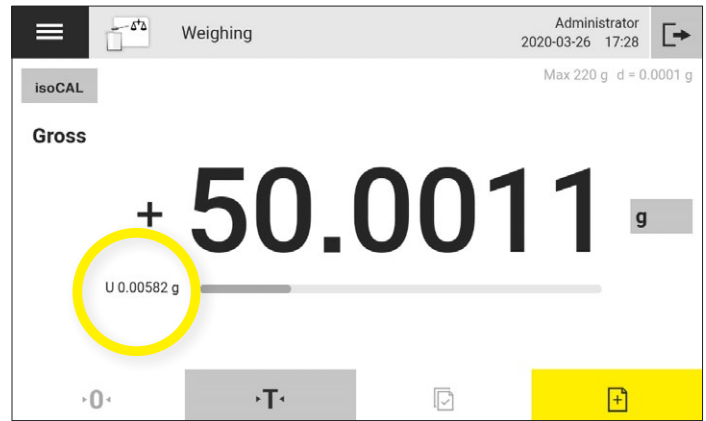 Weighing
Administrator
2020-03-26 17:28
isoCAL
Max 220 g d = 0.0001 g
Gross
+ 50.0011 g
U 0.00582 g
0
T